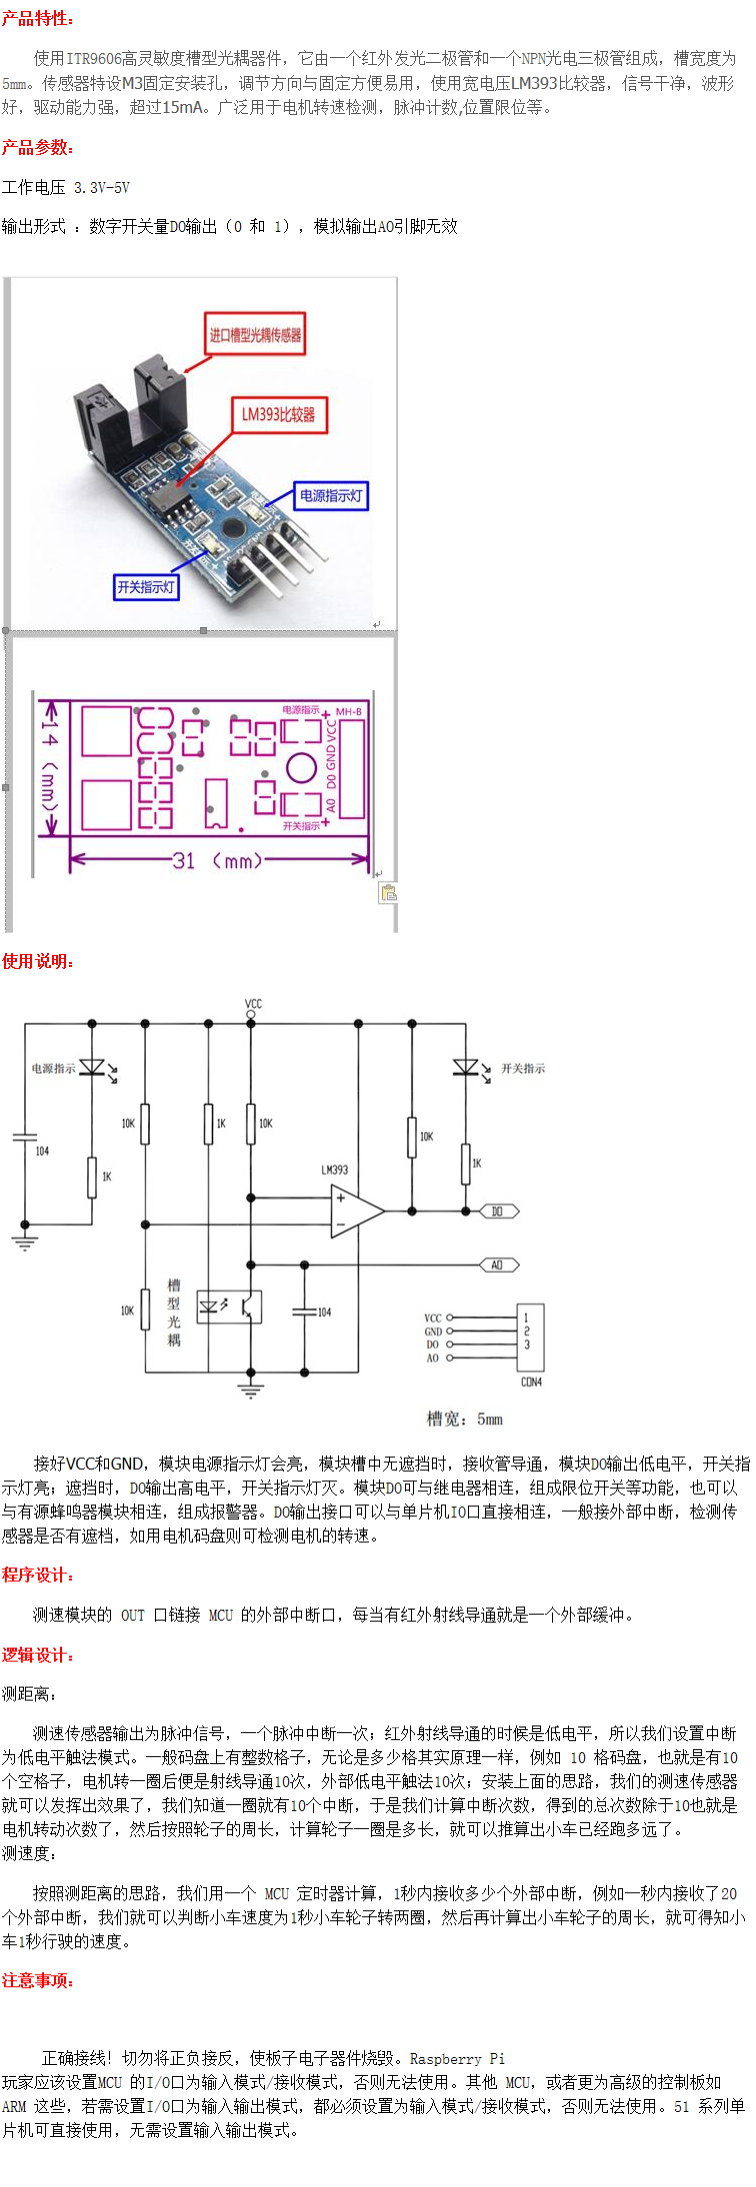 产品特性：
使用ITR9606高灵敏度槽型光耦器件，它由一个红外发光二极管和一个NPN光电三极管组成，槽宽度为
5mm。传感器特设M3固定安装孔，调节方向与固定方便易用，使用宽电压LM393比较器，信号干净，波形
好，驱动能力强，超过15mA。广泛用于电机转速检测，脉冲计数,位置限位等。
产品参数：
工作电压 3.3V-5V
输出形式 ：数字开关量DO输出（0 和 1），模拟输出AO引脚无效
进口槽型光耦传感器
LM393比较器
电源指示灯
开关指示灯
电源指示
MH-B
14 (mm)
A0 D0 GND VCC
开关指示
31 (mm)
使用说明：
VCC
电源指示
开关指示
10K
1K
10K
10K
104
1K
1K
LM393
DO
AO
10K
槽型光耦
104
VCC 1
GND 2
DO 3
AO
CON4
槽宽：5mm
接好VCC和GND，模块电源指示灯会亮，模块槽中无遮挡时，接收管导通，模块DO输出低电平，开关指
示灯亮；遮挡时，DO输出高电平，开关指示灯灭。模块DO可与继电器相连，组成限位开关等功能，也可以
与有源蜂鸣器模块相连，组成报警器。DO输出接口可以与单片机IO口直接相连，一般接外部中断，检测传
感器是否有遮档，如用电机码盘则可检测电机的转速。
程序设计：
测速模块的 OUT 口链接 MCU 的外部中断口，每当有红外射线导通就是一个外部缓冲。
逻辑设计：
测距离：
测速传感器输出为脉冲信号，一个脉冲中断一次；红外射线导通的时候是低电平，所以我们设置中断
为低电平触法模式。一般码盘上有整数格子，无论是多少格其实原理一样，例如 10 格码盘，也就是有10
个空格子，电机转一圈后便是射线导通10次，外部低电平触法10次；安装上面的思路，我们的测速传感器
就可以发挥出效果了，我们知道一圈就有10个中断，于是我们计算中断次数，得到的总次数除于10也就是
电机转动次数了，然后按照轮子的周长，计算轮子一圈是多长，就可以推算出小车已经跑多远了。
测速度：
按照测距离的思路，我们用一个 MCU 定时器计算，1秒内接收多少个外部中断，例如一秒内接收了20
个外部中断，我们就可以判断小车速度为1秒小车轮子转两圈，然后再计算出小车轮子的周长，就可得知小
车1秒行驶的速度。
注意事项：
正确接线！切勿将正负接反，使板子电子器件烧毁。Raspberry Pi
玩家应该设置MCU 的I/O口为输入模式/接收模式，否则无法使用。其他 MCU，或者更为高级的控制板如
ARM 这些，若需设置I/O口为输入输出模式，都必须设置为输入模式/接收模式，否则无法使用。51 系列单
片机可直接使用，无需设置输入输出模式。